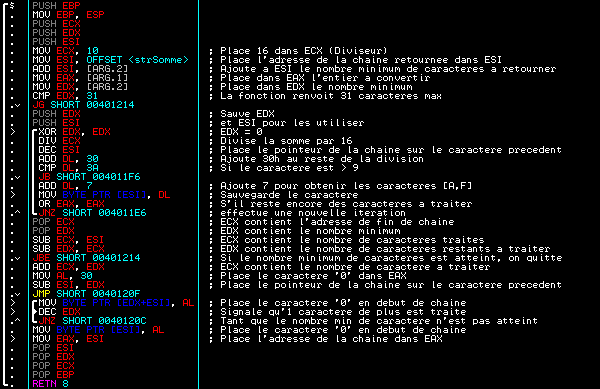 $ PUSH EBP
. MOV EBP, ESP
. PUSH ECX
. PUSH EDX
. PUSH ESI
. MOV ECX, 10 ; Place 16 dans ECX (Diviseur)
. MOV ESI, OFFSET <strSomme> ; Place l'adresse de la chaine retournee dans ESI
. ADD ESI, [ARG.2] ; Ajoute a ESI le nombre minimum de caracteres a retourner
. MOV EAX, [ARG.1] ; Place dans EAX l'entier a convertir
. MOV EDX, [ARG.2] ; Place dans EDX le nombre minimum
. CMP EDX, 31 ; La fonction renvoit 31 caracteres max
. JG SHORT 00401214
. PUSH EDX ; Sauve EDX
. PUSH ESI ; et ESI pour les utiliser
> XOR EDX, EDX ; EDX = 0
. DIV ECX ; Divise la somme par 16
. DEC ESI ; Place le pointeur de la chaine sur le caractere precedent
. ADD DL, 30 ; Ajoute 30h au reste de la division
. CMP DL, 3A ; Si le caractere est > 9
. JB SHORT 004011F6
. ADD DL, 7 ; Ajoute 7 pour obtenir les caracteres [A,F]
> MOV BYTE PTR [ESI], DL ; Sauvegarde le caractere
. OR EAX, EAX ; S'il reste encore des caracteres a traiter
. JNZ SHORT 004011E6 ; effectue une nouvelle iteration
. POP ECX ; ECX contient l'adresse de fin de chaine
. POP EDX ; EDX contient le nombre minimum
. SUB ECX, ESI ; ECX contient le nombre de caracteres traites
. SUB EDX, ECX ; EDX contient le nombre de caracteres restants a traiter
. JBE SHORT 00401214 ; Si le nombre minimum de caracteres est atteint, on quitte
. ADD ECX, EDX ; ECX contient le nombre de caractere a traiter
. MOV AL, 30 ; Place le caractere '0' dans EAX
. SUB ESI, EDX ; Place le pointeur de la chaine sur le caractere precedent
. JMP SHORT 0040120F
> MOV BYTE PTR [EDX+ESI], AL ; Place le caractere '0' en debut de chaine
> DEC EDX ; Signale qu'1 caractere de plus est traite
. JNZ SHORT 0040120C ; Tant que le nombre min de caractere n'est pas atteint
. MOV BYTE PTR [ESI], AL ; Place le caractere '0' en debut de chaine
> MOV EAX, ESI ; Place l'adresse de la chaine dans EAX
. POP ESI
. POP EDX
. POP ECX
. POP EBP
. RETN 8